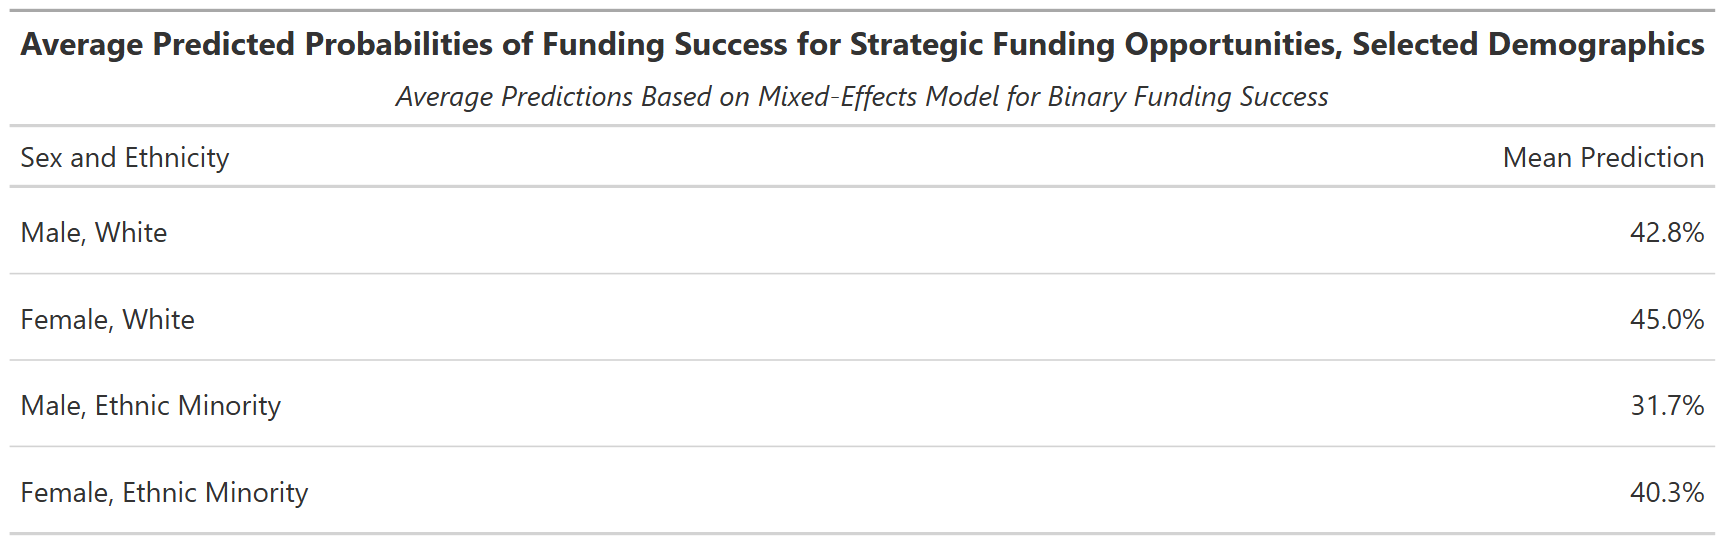 Average Predicted Probabilities of Funding Success for Strategic Funding Opportunities, Selected Demographics
Average Predictions Based on Mixed-Effects Model for Binary Funding Success
Sex and Ethnicity Mean Prediction
Male, White 42.8%
Female, White 45.0%
Male, Ethnic Minority 31.7%
Female, Ethnic Minority 40.3%